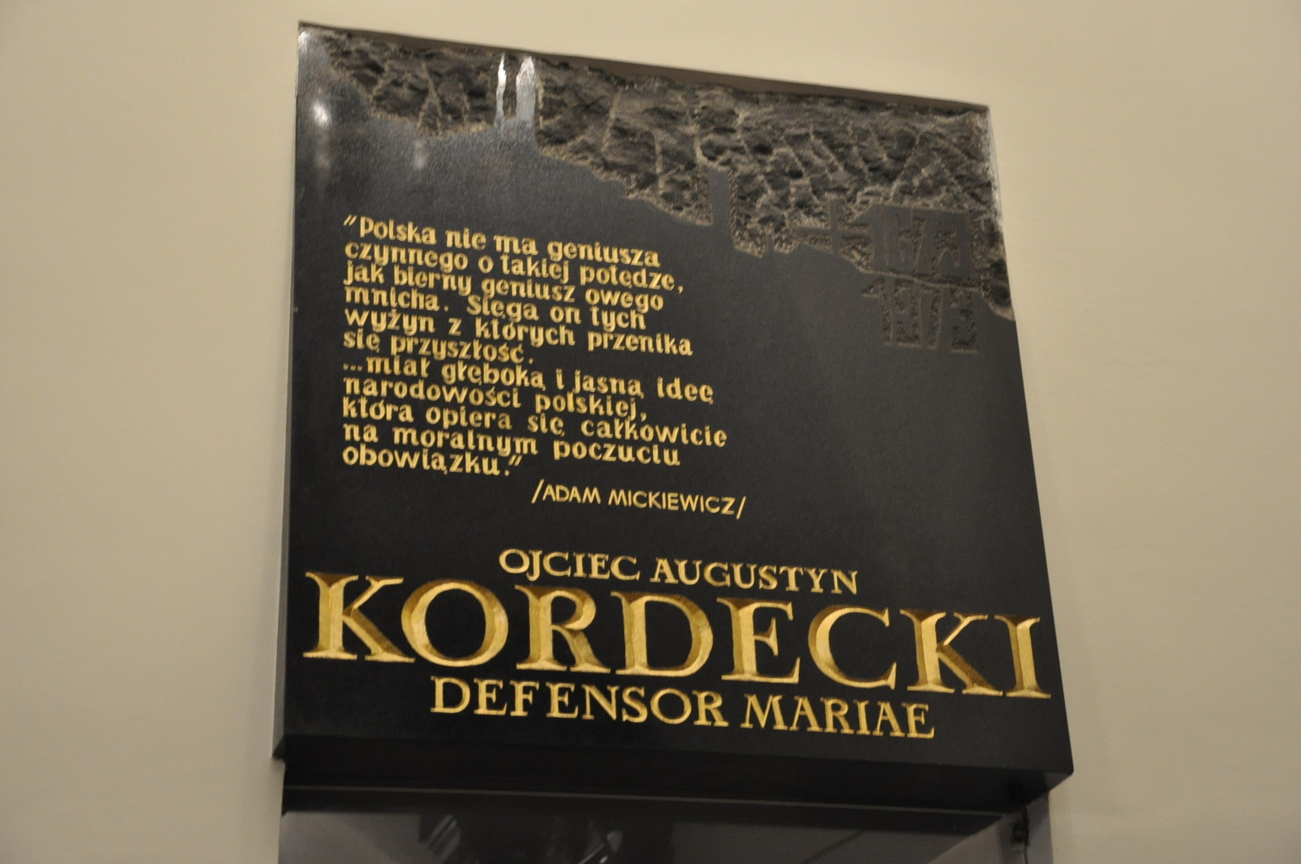 "Polska nie ma geniusza
czynnego o takiej potędze,
jak bierny geniusz owego
mnicha. Sięga on tych
wyżyn z których przenika
się przyszłość.
...miał głęboką i jasną ideę
narodowości polskiej,
która opiera się całkowicie
na moralnym poczuciu
obowiązku."
/ADAM MICKIEWICZ/
OJCIEC AUGUSTYN
KORDECKI
DEFENSOR MARIAE